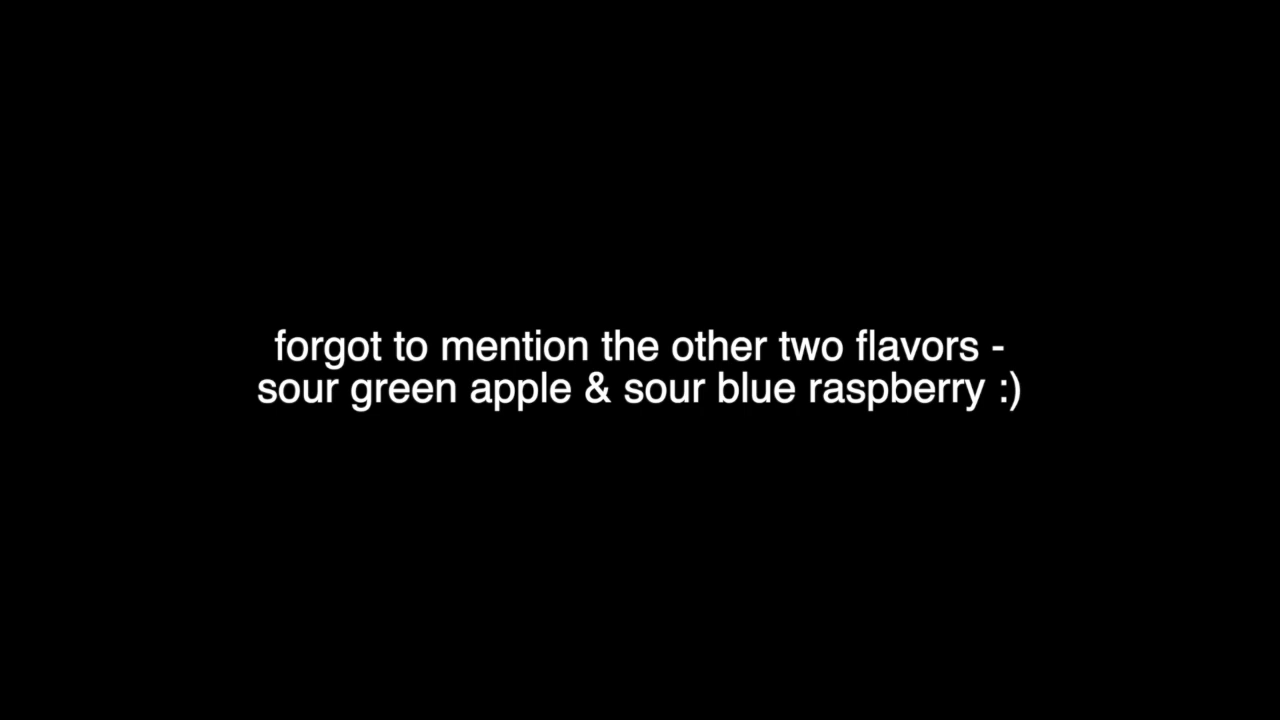 forgot to mention the other two flavors -
sour green apple & sour blue raspberry :)